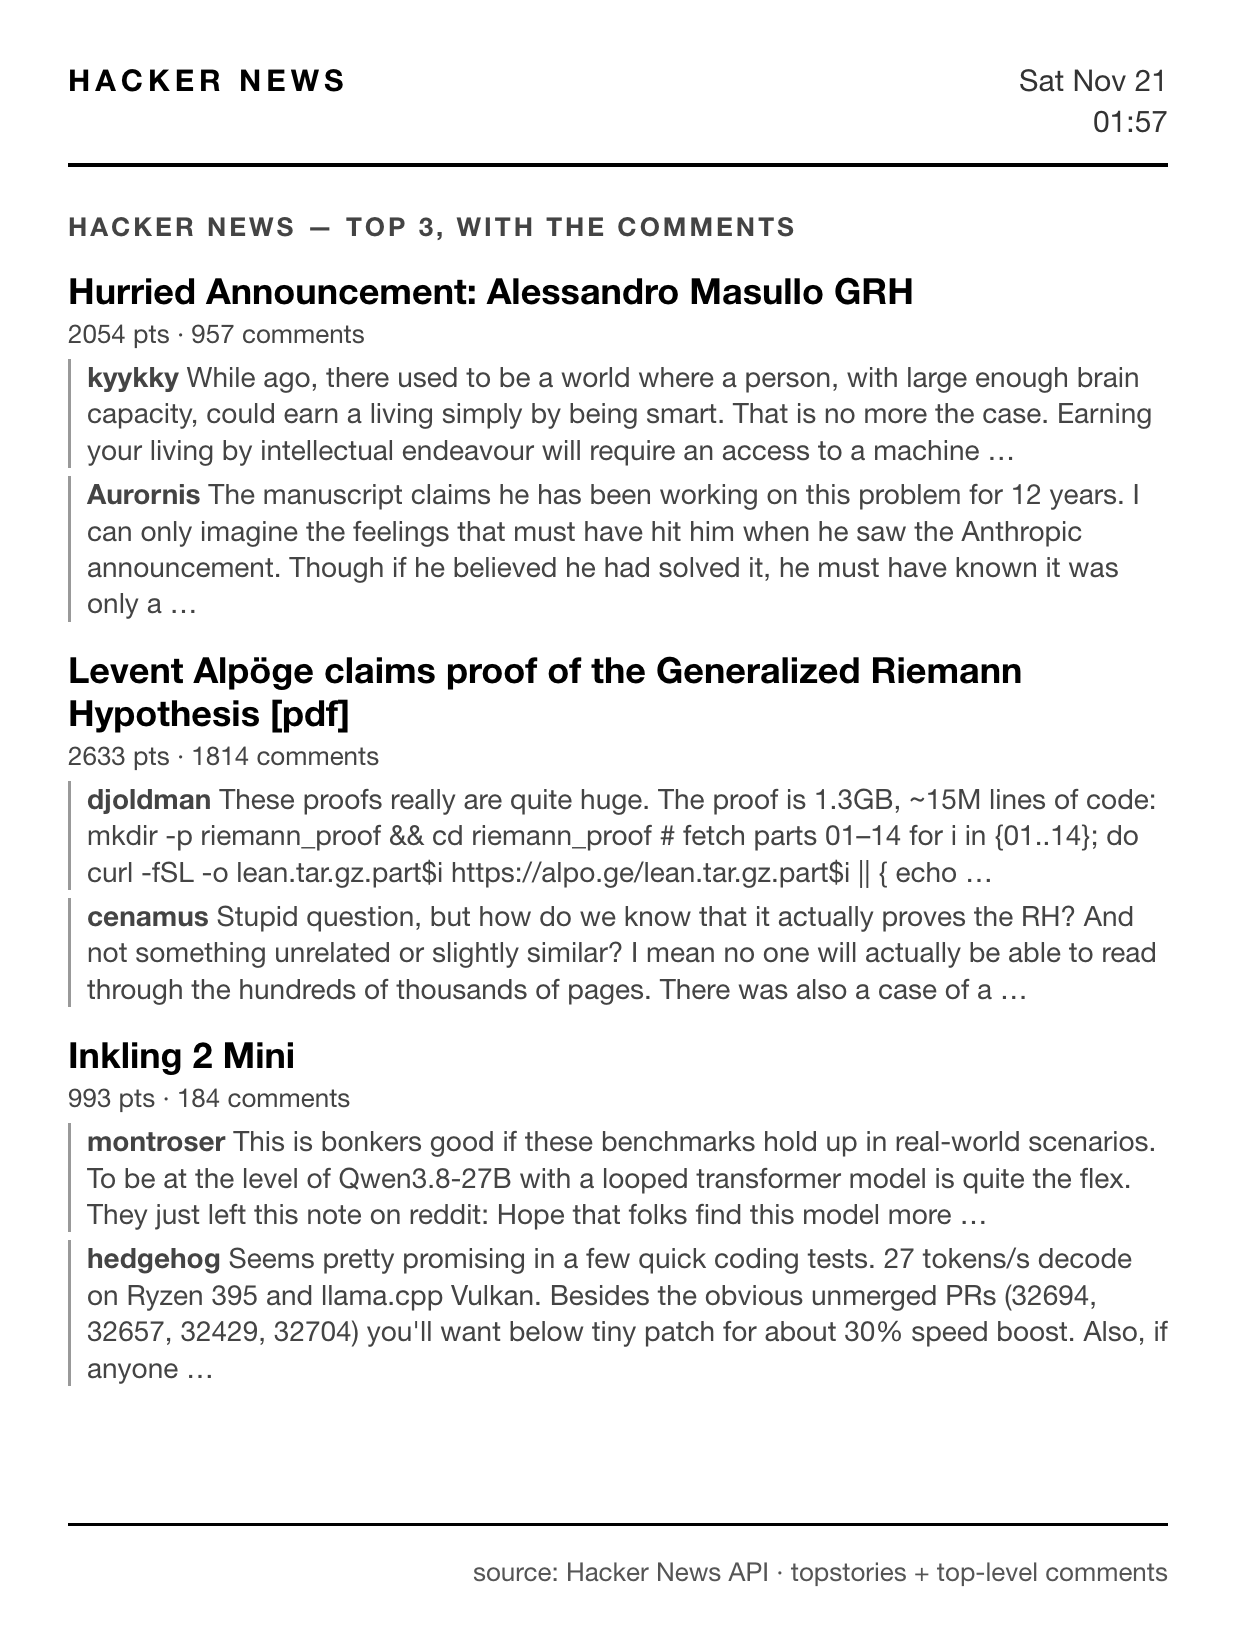 HACKER NEWS
Sat Nov 21
01:57
HACKER NEWS — TOP 3, WITH THE COMMENTS
Hurried Announcement: Alessandro Masullo GRH
2054 pts · 957 comments
kyykky While ago, there used to be a world where a person, with large enough brain
capacity, could earn a living simply by being smart. That is no more the case. Earning
your living by intellectual endeavour will require an access to a machine …
Aurornis The manuscript claims he has been working on this problem for 12 years. I
can only imagine the feelings that must have hit him when he saw the Anthropic
announcement. Though if he believed he had solved it, he must have known it was
only a …
Levent Alpöge claims proof of the Generalized Riemann
Hypothesis [pdf]
2633 pts · 1814 comments
djoldman These proofs really are quite huge. The proof is 1.3GB, ~15M lines of code:
mkdir -p riemann_proof && cd riemann_proof # fetch parts 01–14 for i in {01..14}; do
curl -fSL -o lean.tar.gz.part$i https://alpo.ge/lean.tar.gz.part$i || { echo …
cenamus Stupid question, but how do we know that it actually proves the RH? And
not something unrelated or slightly similar? I mean no one will actually be able to read
through the hundreds of thousands of pages. There was also a case of a …
Inkling 2 Mini
993 pts · 184 comments
montroser This is bonkers good if these benchmarks hold up in real-world scenarios.
To be at the level of Qwen3.8-27B with a looped transformer model is quite the flex.
They just left this note on reddit: Hope that folks find this model more …
hedgehog Seems pretty promising in a few quick coding tests. 27 tokens/s decode
on Ryzen 395 and llama.cpp Vulkan. Besides the obvious unmerged PRs (32694,
32657, 32429, 32704) you'll want below tiny patch for about 30% speed boost. Also, if
anyone …
source: Hacker News API · topstories + top-level comments